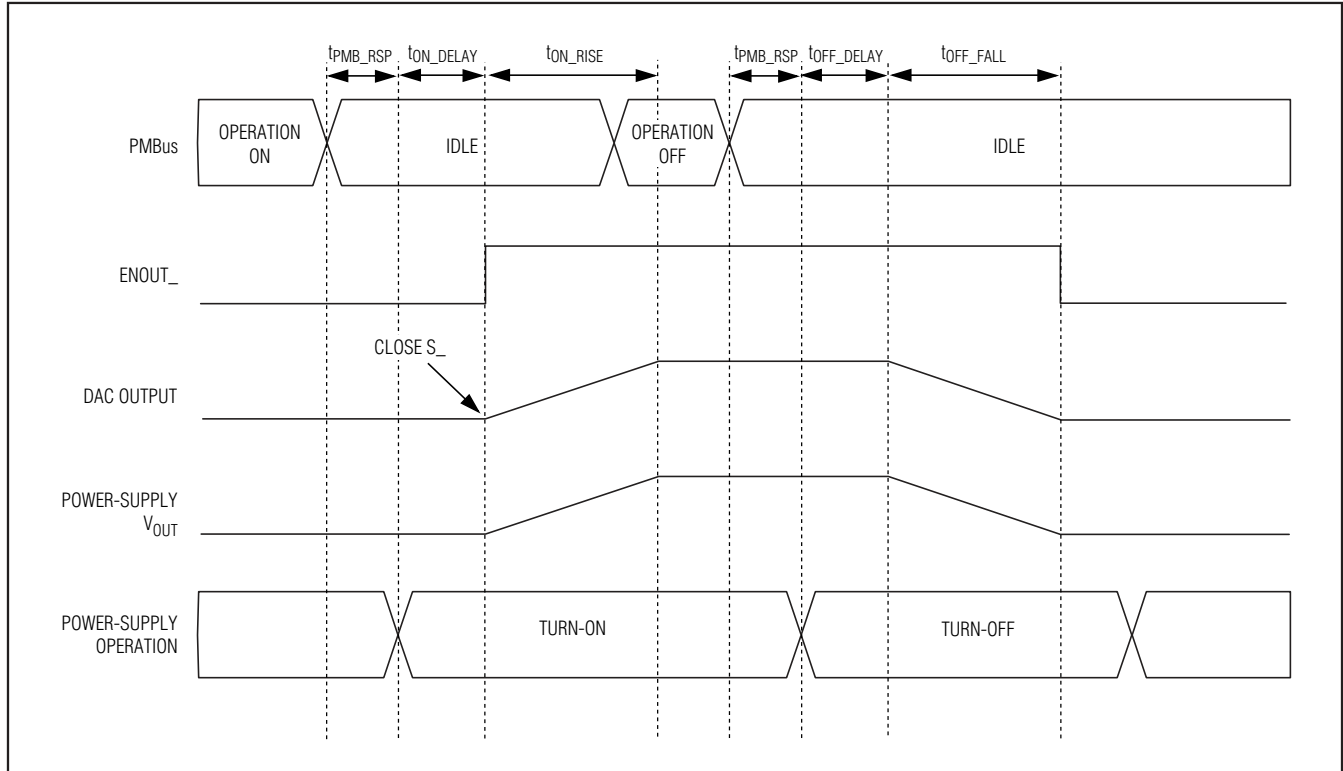 tPMB_RSP tON_DELAY tON_RISE tPMB_RSP tOFF_DELAY tOFF_FALL
PMBus
OPERATION
ON
IDLE
OPERATION
OFF
IDLE
ENOUT_
CLOSE S_
DAC OUTPUT
POWER-SUPPLY
VOUT
POWER-SUPPLY
OPERATION
TURN-ON
TURN-OFF